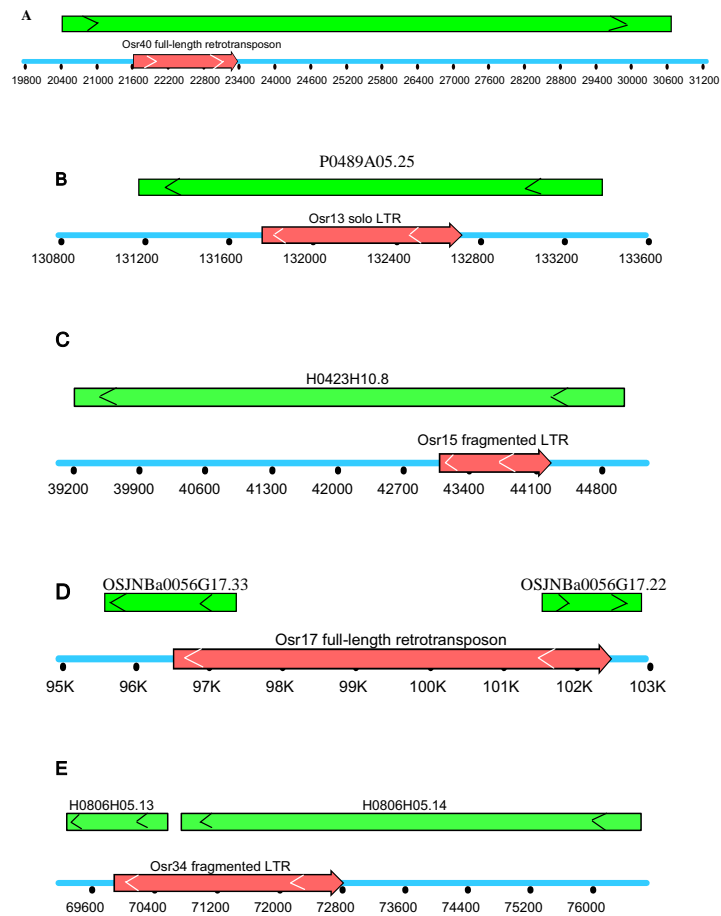 A
Osr40 full-length retrotransposon
19800 20400 21000 21600 22200 22800 23400 24000 24600 25200 25800 26400 27000 27600 28200 28800 29400 30000 30600 31200
P0489A05.25
B
Osr13 solo LTR
130800 131200 131600 132000 132400 132800 133200 133600
C
H0423H10.8
Osr15 fragmented LTR
39200 39900 40600 41300 42000 42700 43400 44100 44800
OSJNBa0056G17.33 OSJNBa0056G17.22
D
Osr17 full-length retrotransposon
95K 96K 97K 98K 99K 100K 101K 102K 103K
E
H0806H05.13 H0806H05.14
Osr34 fragmented LTR
69600 70400 71200 72000 72800 73600 74400 75200 76000